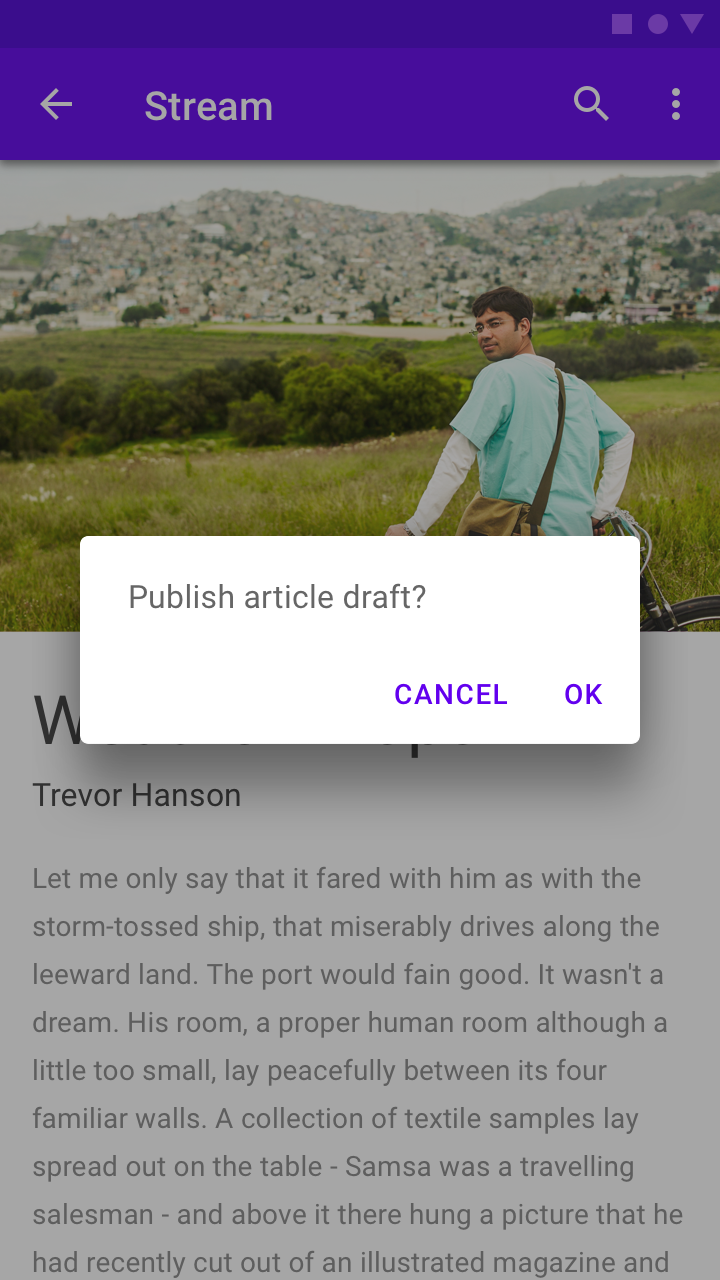 Stream
Publish article draft?
CANCEL OK
Trevor Hanson
Let me only say that it fared with him as with the
storm-tossed ship, that miserably drives along the
leeward land. The port would fain good. It wasn't a
dream. His room, a proper human room although a
little too small, lay peacefully between its four
familiar walls. A collection of textile samples lay
spread out on the table - Samsa was a travelling
salesman - and above it there hung a picture that he
had recently cut out of an illustrated magazine and